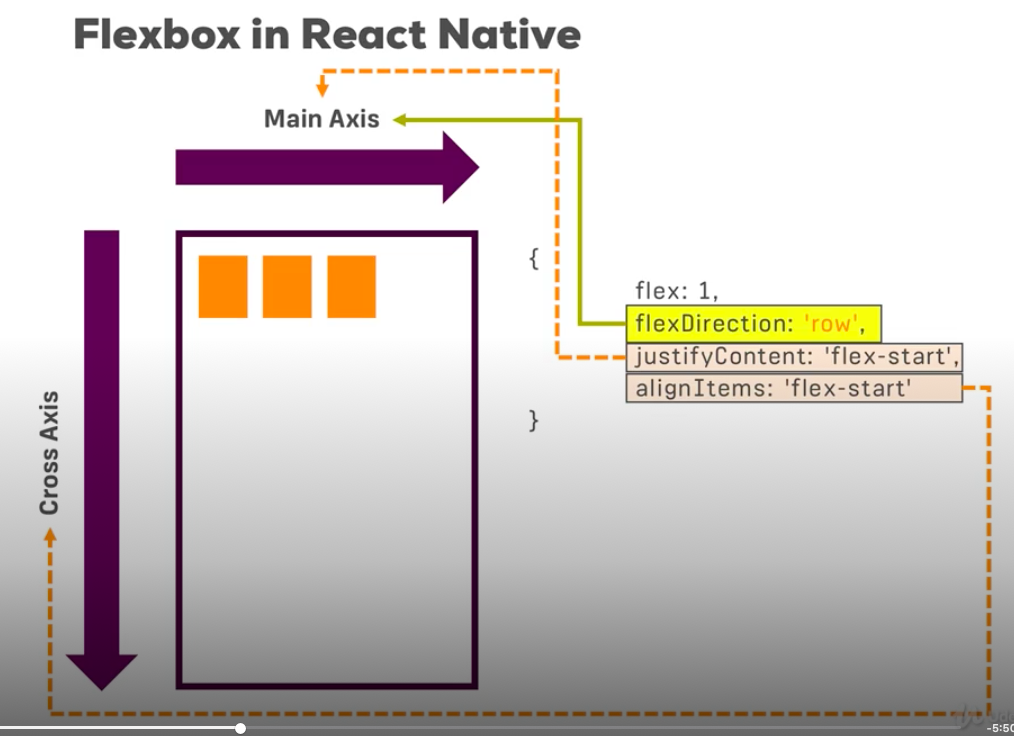 Flexbox in React Native
Main Axis
{
flex: 1,
flexDirection: 'row',
justifyContent: 'flex-start',
alignItems: 'flex-start'
}
Cross Axis
-5:50